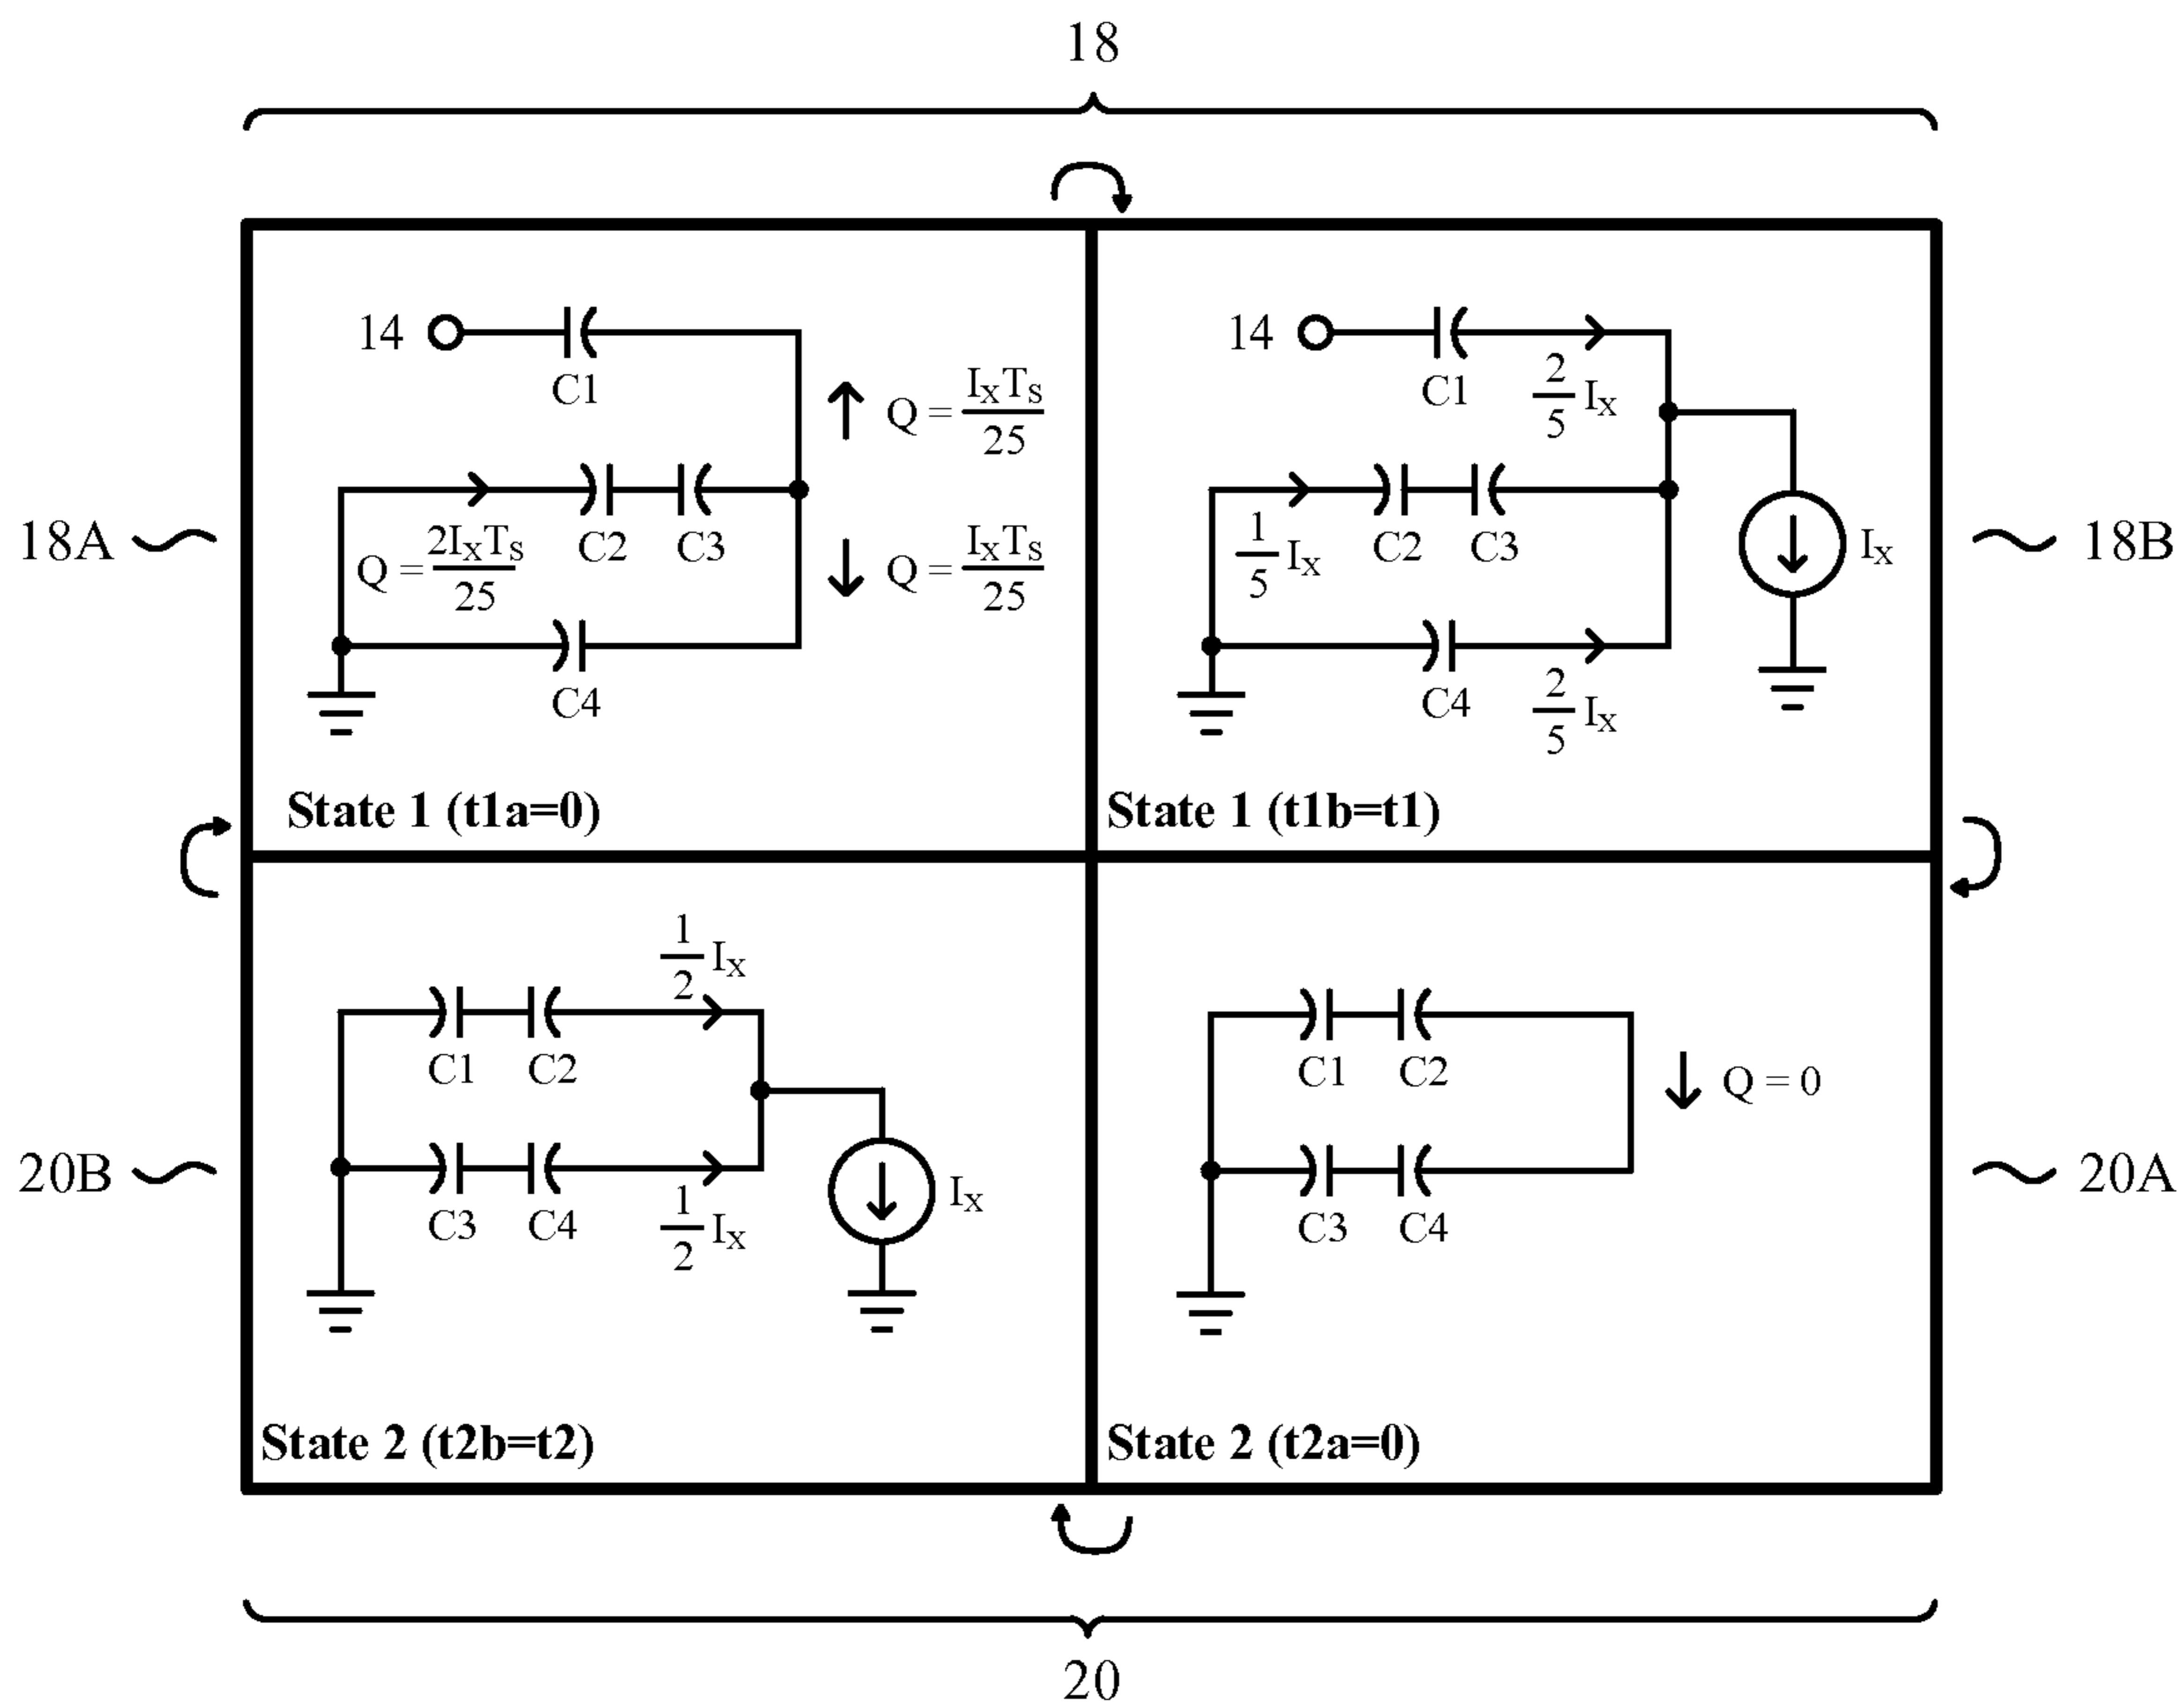 18
14
C1
Q = IxTs/25
18A
C2
C3
Q = 2IxTs/25
Q = IxTs/25
C4
State 1 (t1a=0)
14
C1
2/5 Ix
C2
C3
1/5 Ix
Ix
18B
C4
2/5 Ix
State 1 (t1b=t1)
1/2 Ix
C1
C2
20B
C3
C4
1/2 Ix
Ix
State 2 (t2b=t2)
C1
C2
Q = 0
20A
C3
C4
State 2 (t2a=0)
20